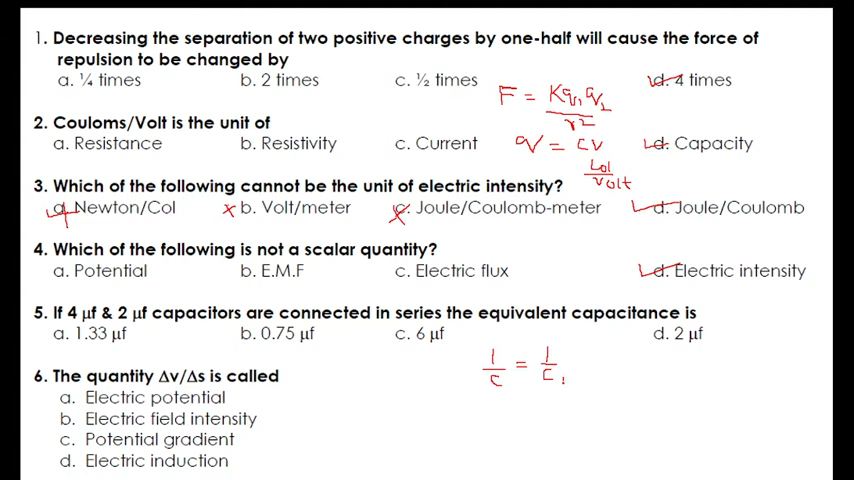 1. Decreasing the separation of two positive charges by one-half will cause the force of
repulsion to be changed by
a. ¼ times b. 2 times c. ½ times d. 4 times
F = Kq₁q₂
r2
2. Couloms/Volt is the unit of
a. Resistance b. Resistivity c. Current q = cv d. Capacity
Col
Volt
3. Which of the following cannot be the unit of electric intensity?
a. Newton/Col b. Volt/meter c. Joule/Coulomb-meter d. Joule/Coulomb
4. Which of the following is not a scalar quantity?
a. Potential b. E.M.F c. Electric flux d. Electric intensity
5. If 4 μf & 2 μf capacitors are connected in series the equivalent capacitance is
a. 1.33 μf b. 0.75 μf c. 6 μf d. 2 μf
1/c = 1/c₁
6. The quantity Δv/Δs is called
a. Electric potential
b. Electric field intensity
c. Potential gradient
d. Electric induction